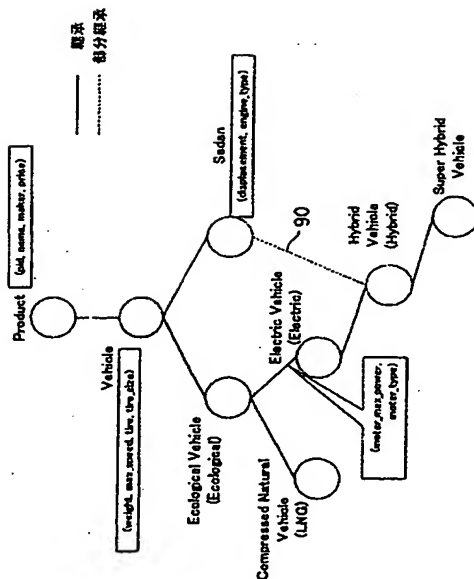 継承
部分継承
Product
(pid, name, maker, price)
Vehicle
(weight, max_speed, tire, tire_size)
Ecological Vehicle
(Ecological)
Sedan
(displacement, engine_type)
90
Compressed Natural
Vehicle
(LNG)
Electric Vehicle
(Electric)
(motor_max_power,
motor_type)
Hybrid
Vehicle
(Hybrid)
Super Hybrid
Vehicle